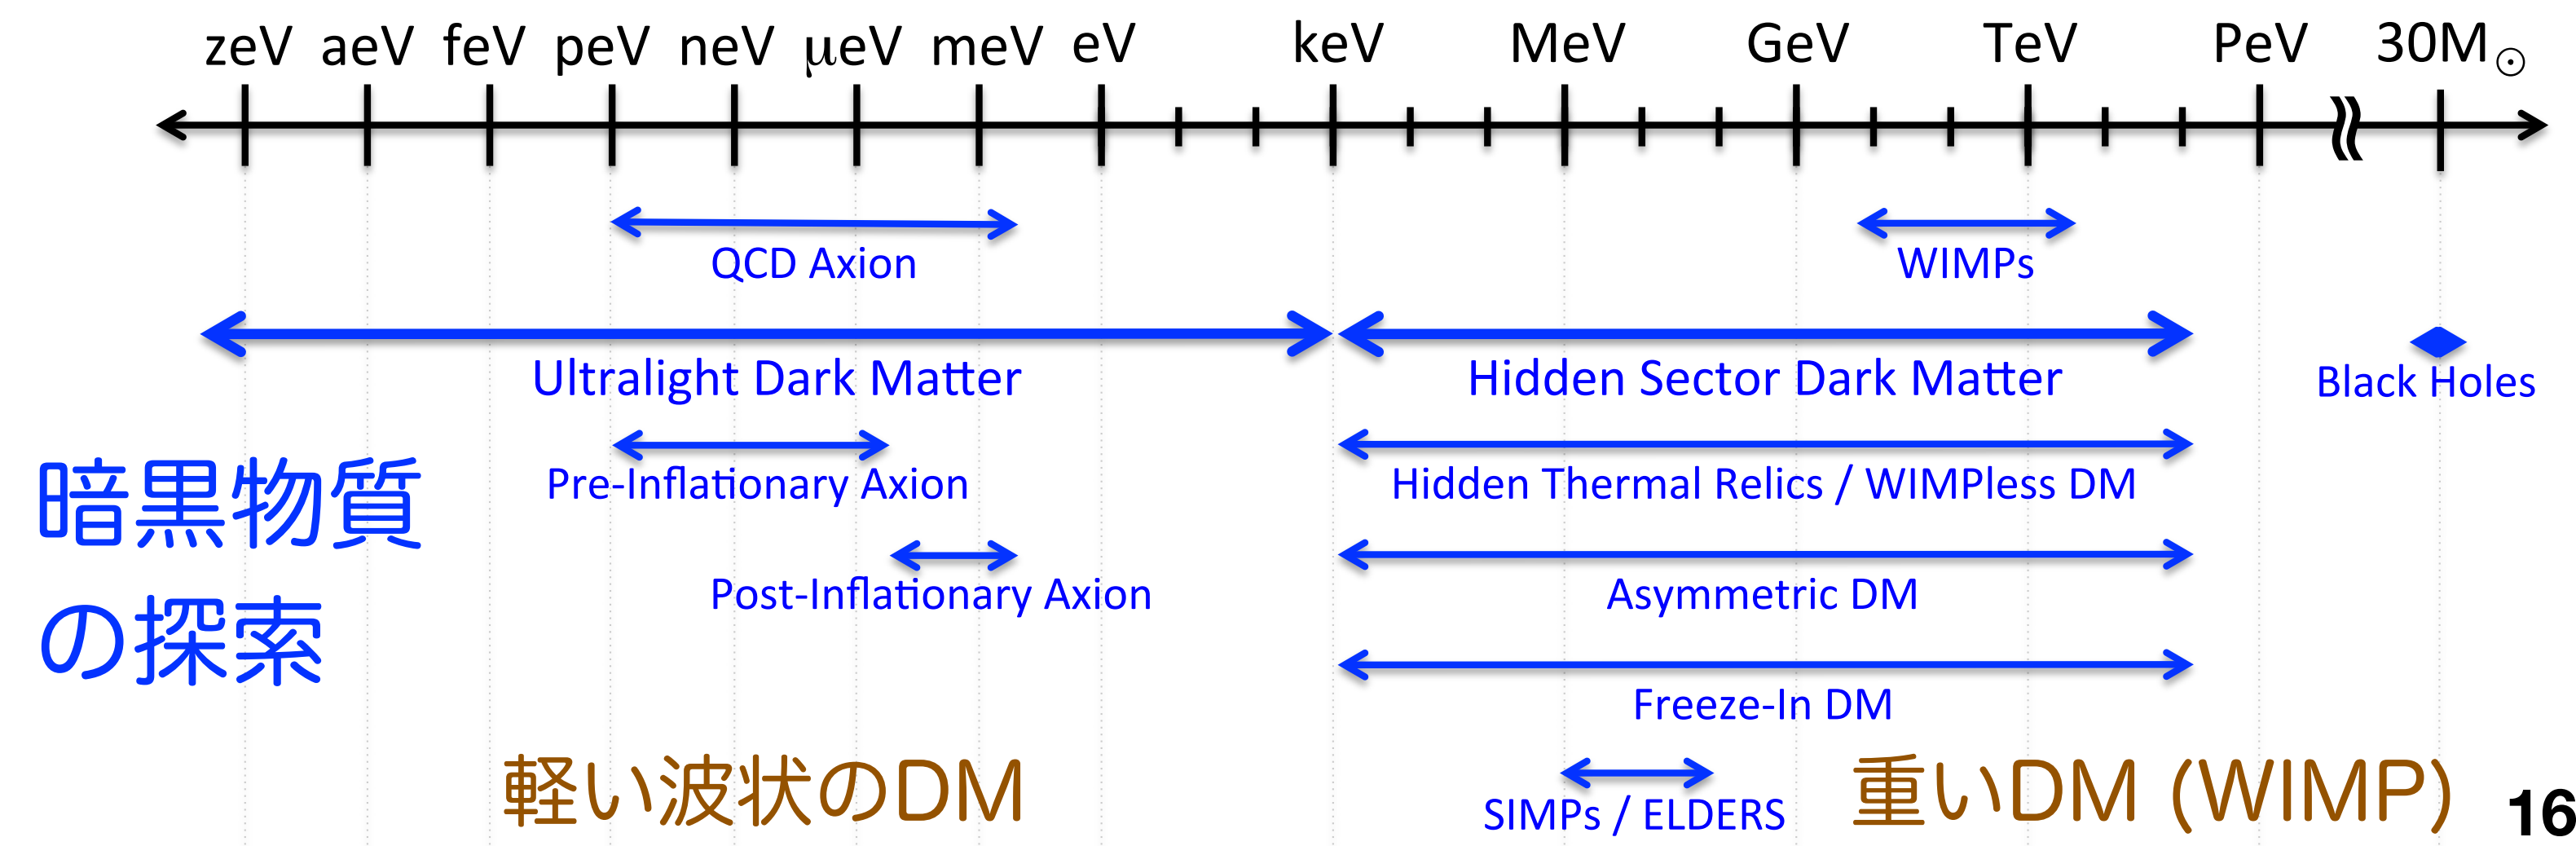 zeV aeV feV peV neV μeV meV eV keV MeV GeV TeV PeV 30M☉
QCD Axion WIMPs
Ultralight Dark Matter Hidden Sector Dark Matter Black Holes
Pre-Inflationary Axion Hidden Thermal Relics / WIMPless DM
暗黒物質
の探索
Post-Inflationary Axion Asymmetric DM
Freeze-In DM
SIMPs / ELDERS
軽い波状のDM 重いDM (WIMP)
16